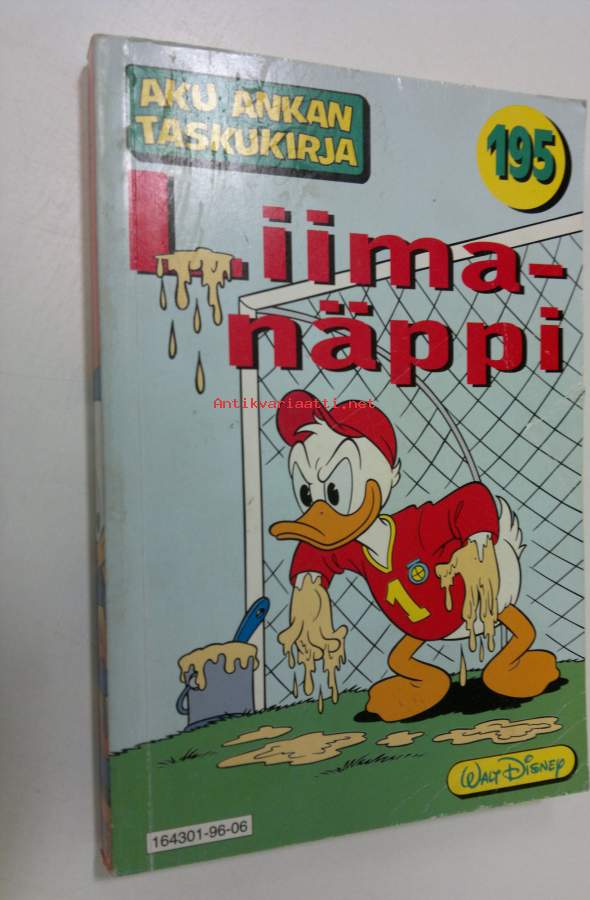 AKU ANKAN
TASKUKIRJA
195
Liima-
näppi
Antikvariaatti.net
1
WALT DISNEY
164301-96-06